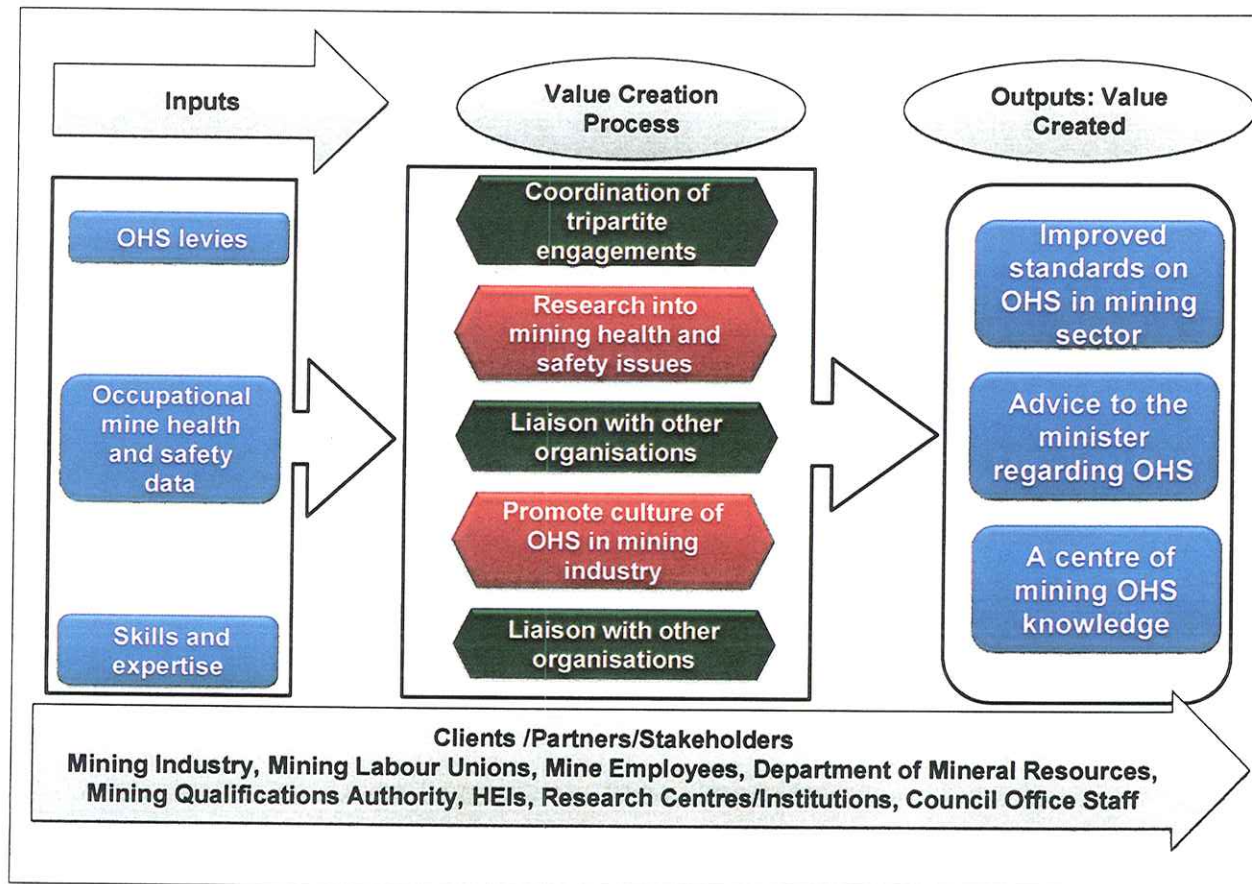 Inputs
Value Creation
Process
Outputs: Value
Created
OHS levies
Occupational
mine health
and safety
data
Skills and
expertise
Coordination of
tripartite
engagements
Research into
mining health and
safety issues
Liaison with other
organisations
Promote culture of
OHS in mining
industry
Liaison with other
organisations
Improved
standards on
OHS in mining
sector
Advice to the
minister
regarding OHS
A centre of
mining OHS
knowledge
Clients /Partners/Stakeholders
Mining Industry, Mining Labour Unions, Mine Employees, Department of Mineral Resources,
Mining Qualifications Authority, HEIs, Research Centres/Institutions, Council Office Staff